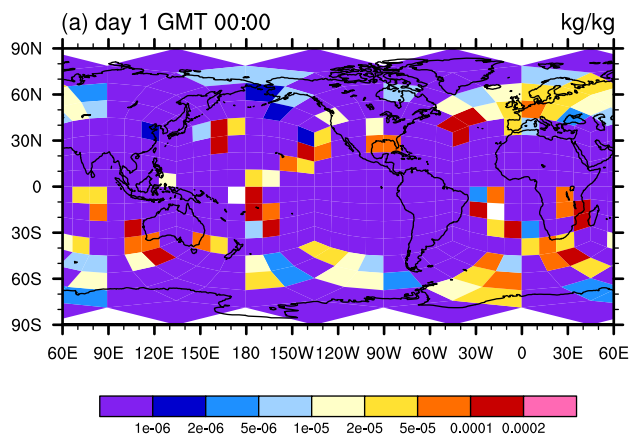 (a) day 1 GMT 00:00 kg/kg
90N
60N
30N
0
30S
60S
90S
60E 90E 120E 150E 180 150W 120W 90W 60W 30W 0 30E 60E
1e-06 2e-06 5e-06 1e-05 2e-05 5e-05 0.0001 0.0002